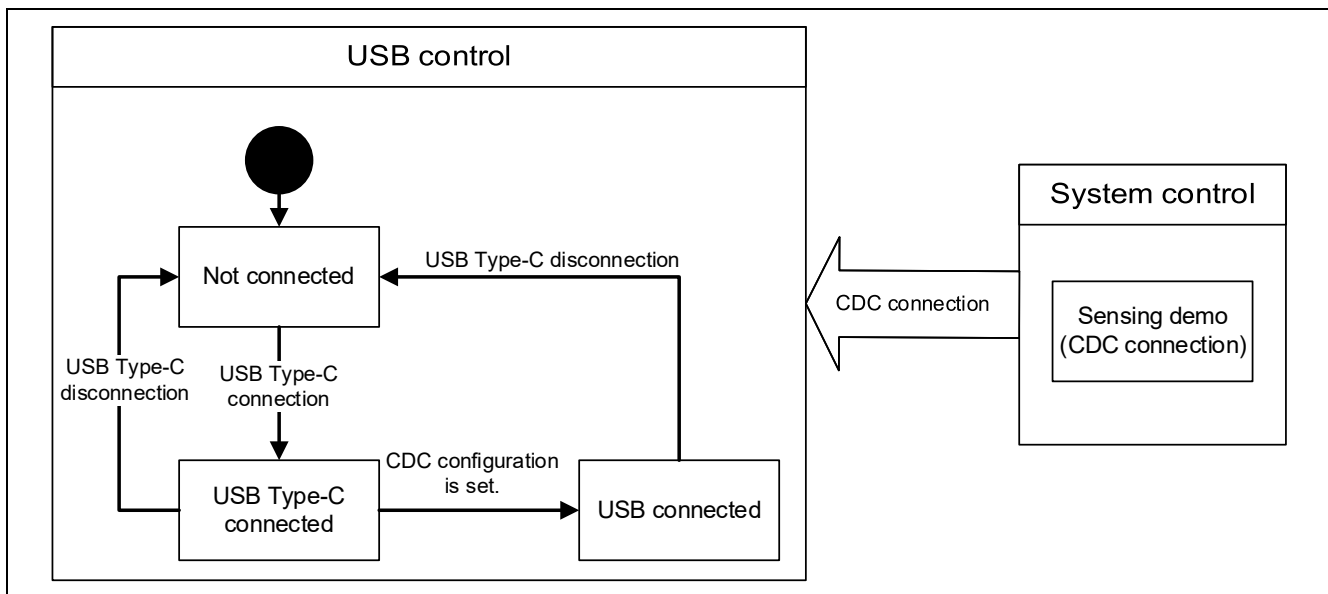 USB control
System control
Not connected
USB Type-C disconnection
CDC connection
Sensing demo
(CDC connection)
USB Type-C
disconnection
USB Type-C
connection
USB Type-C
connected
CDC configuration
is set.
USB connected